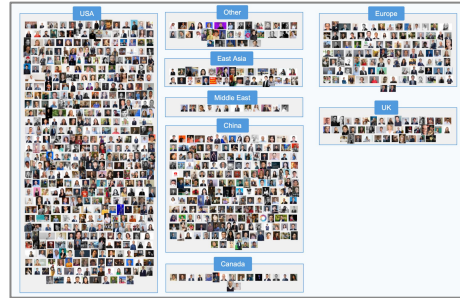 USA
Other
East Asia
Middle East
China
Canada
Europe
UK